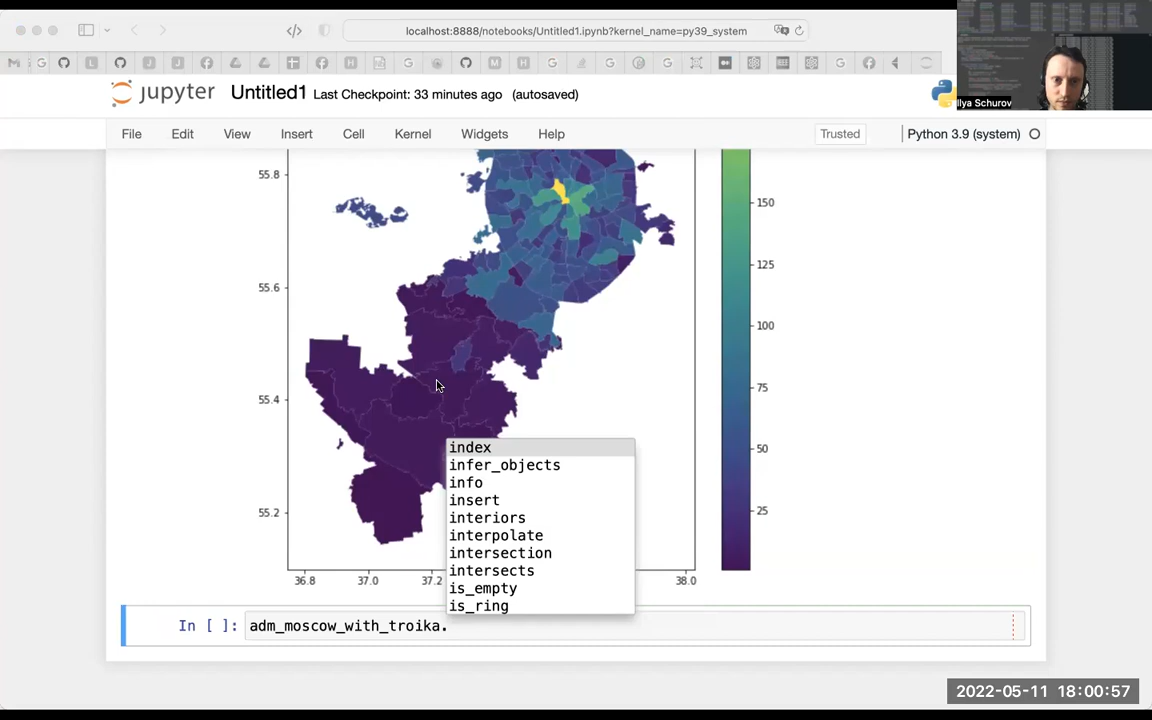 localhost:8888/notebooks/Untitled1.ipynb?kernel_name=py39_system
jupyter Untitled1 Last Checkpoint: 33 minutes ago (autosaved)
Ilya Schurov
File Edit View Insert Cell Kernel Widgets Help
Trusted
Python 3.9 (system)
55.8
55.6
55.4
55.2
36.8 37.0 37.2 38.0
150
125
100
75
50
25
index
infer_objects
info
insert
interiors
interpolate
intersection
intersects
is_empty
is_ring
In [ ]: adm_moscow_with_troika.
2022-05-11 18:00:57